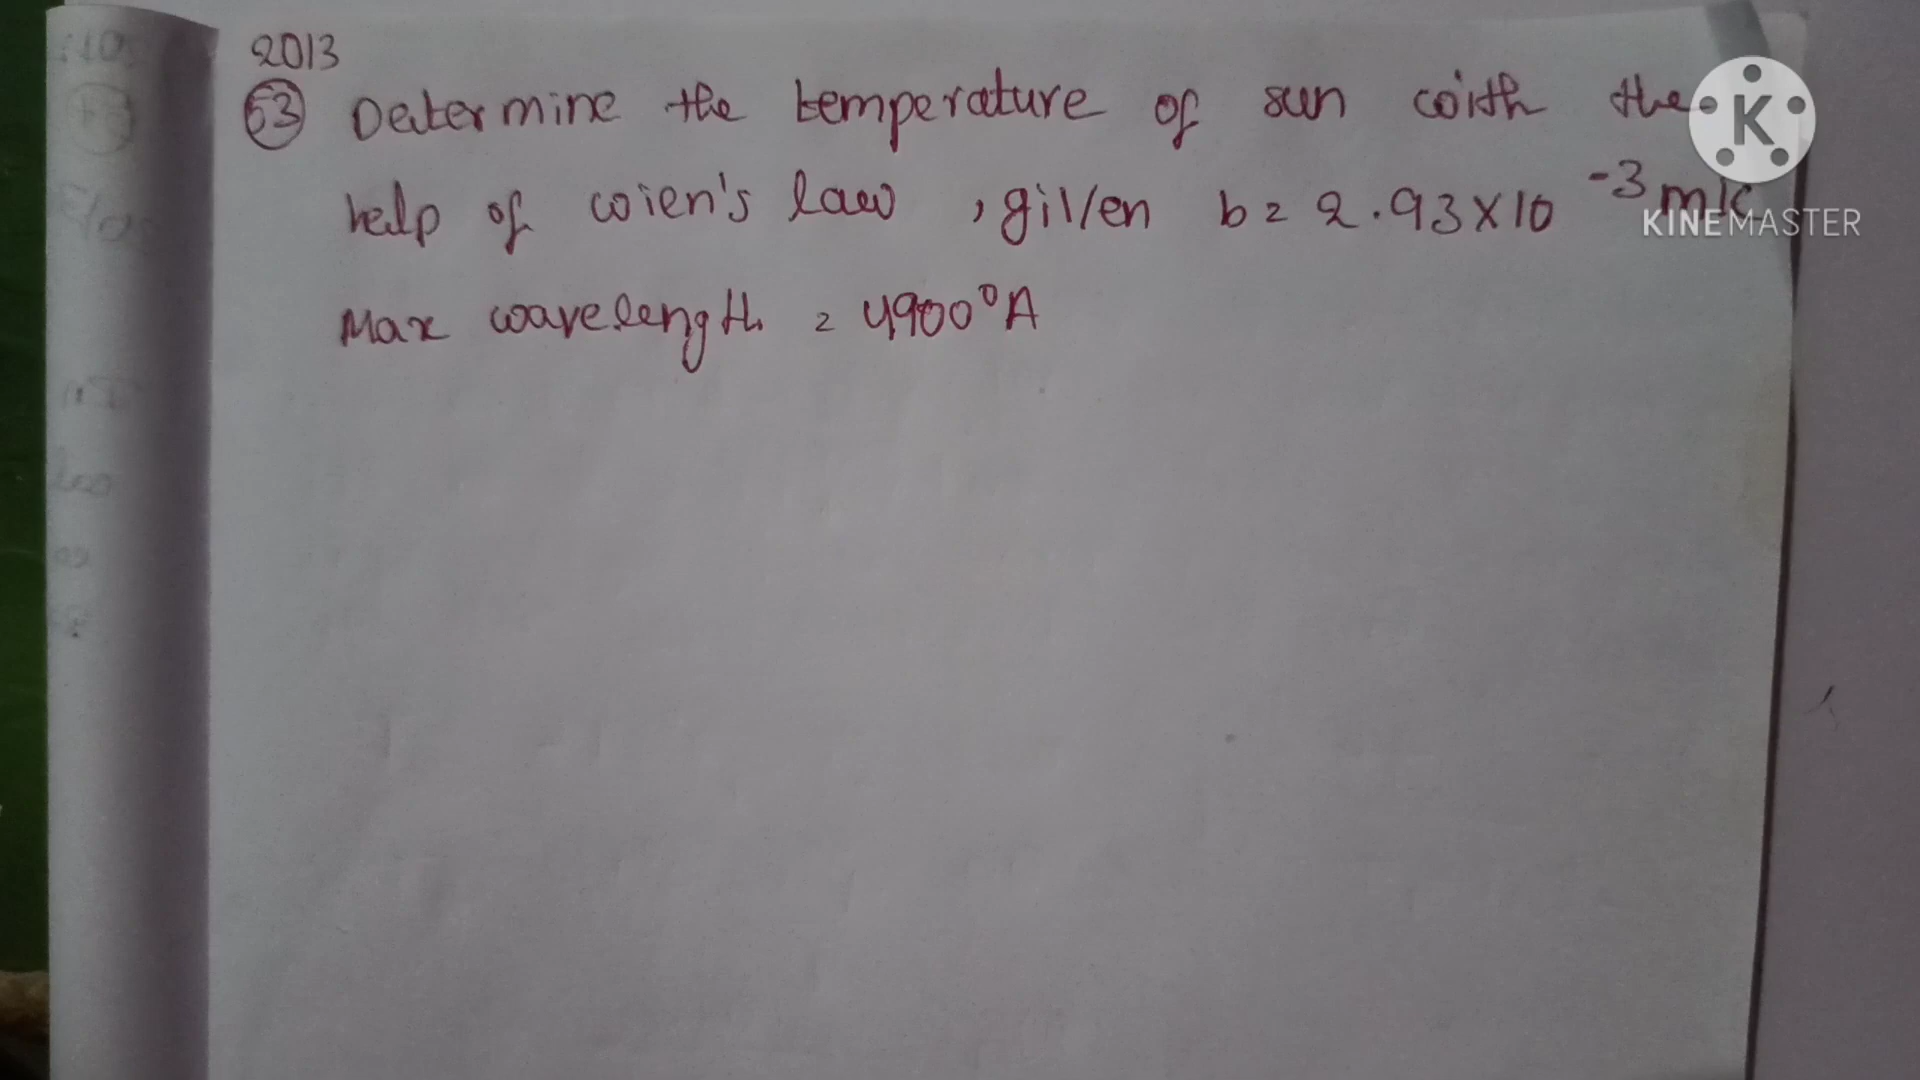 2013
53 Determine the temperature of sun with the
help of wien's law, given b = 2.93 x 10 -3 mk
Max wavelength = 4900°A
K
KINEMASTER